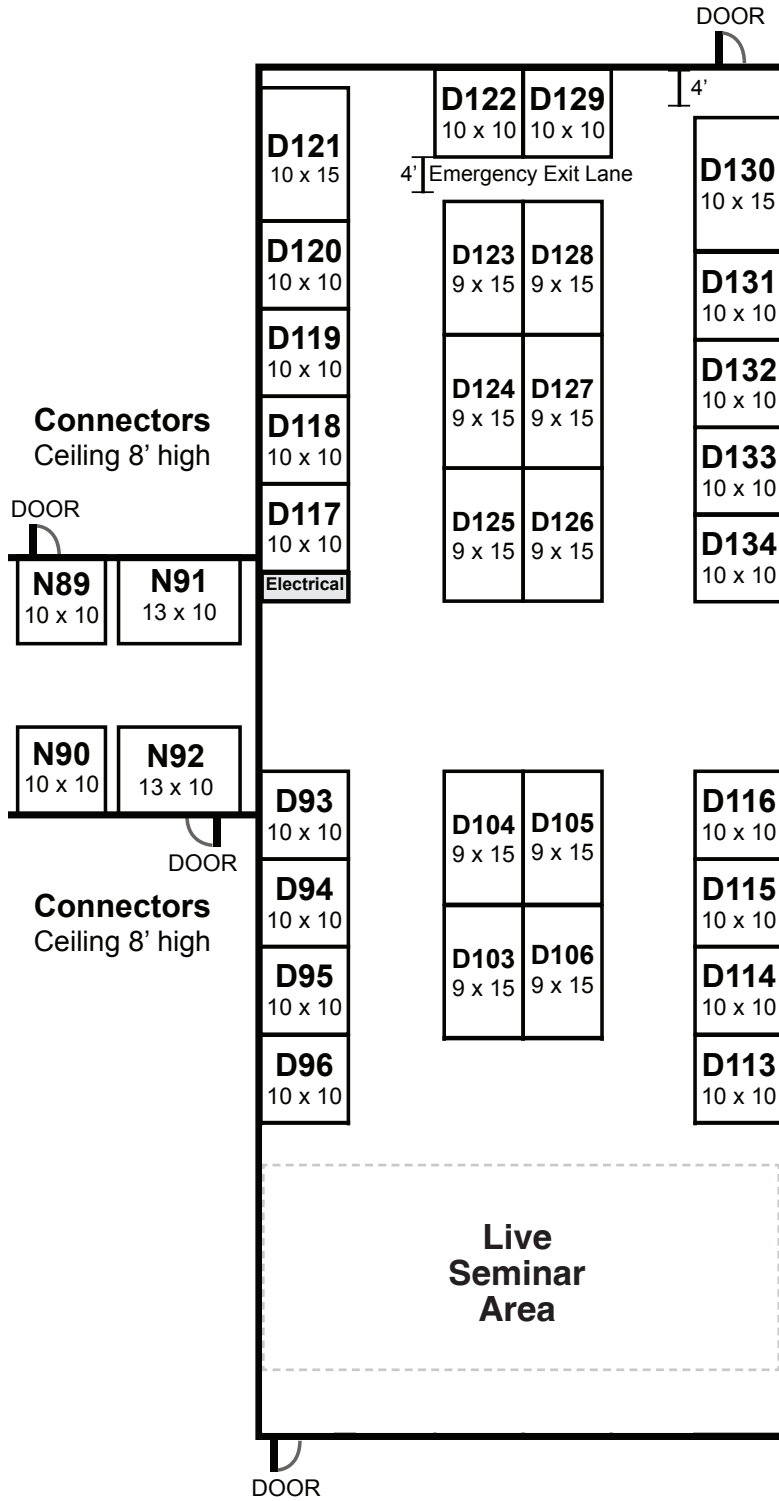 DOOR
4’
D122
10 x 10
D129
10 x 10
D121
10 x 15
4’ Emergency Exit Lane
D130
10 x 15
D120
10 x 10
D123
9 x 15
D128
9 x 15
D131
10 x 10
D119
10 x 10
D124
9 x 15
D127
9 x 15
D132
10 x 10
Connectors
Ceiling 8’ high
D118
10 x 10
D133
10 x 10
D117
10 x 10
D125
9 x 15
D126
9 x 15
D134
10 x 10
DOOR
Electrical
N89
10 x 10
N91
13 x 10
N90
10 x 10
N92
13 x 10
DOOR
Connectors
Ceiling 8’ high
D93
10 x 10
D104
9 x 15
D105
9 x 15
D116
10 x 10
D94
10 x 10
D115
10 x 10
D95
10 x 10
D103
9 x 15
D106
9 x 15
D114
10 x 10
D96
10 x 10
D113
10 x 10
Live
Seminar
Area
DOOR